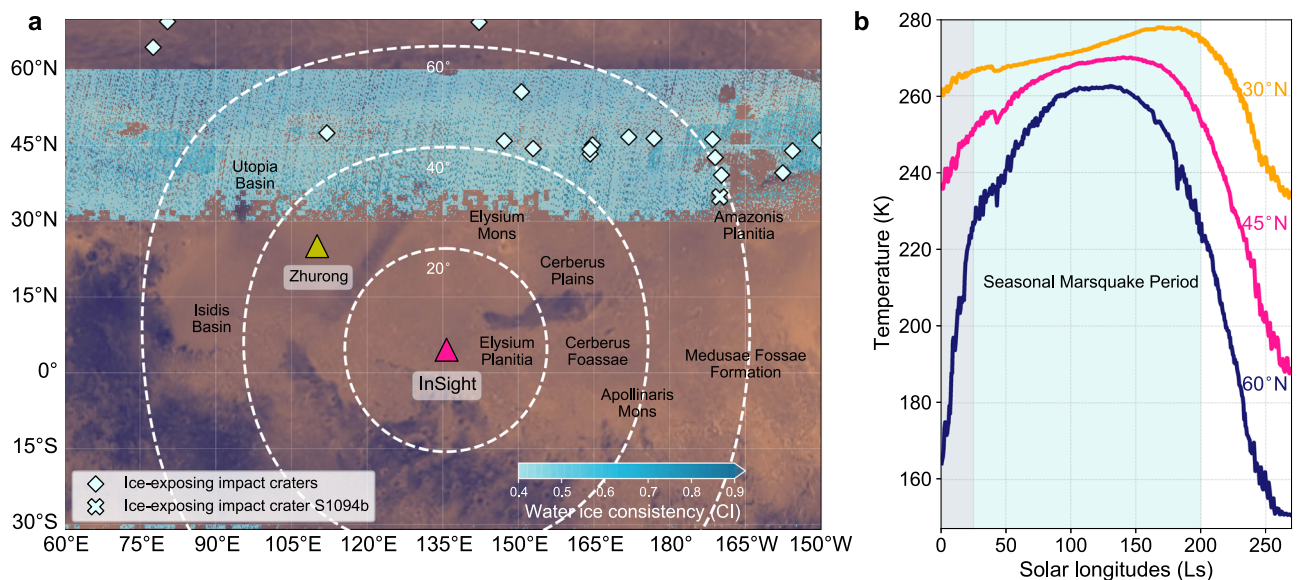 a
60°N
45°N
30°N
15°N
0°
15°S
30°S
60°E
75°E
90°E
105°E
120°E
135°E
150°E
165°E
180°
165°W
150°W
60°
40°
20°
Utopia
Basin
Elysium
Mons
Amazonis
Planitia
Zhurong
Cerberus
Plains
Isidis
Basin
Elysium
Planitia
Cerberus
Foassae
Medusae Fossae
Formation
InSight
Apollinaris
Mons
Ice-exposing impact craters
Ice-exposing impact crater S1094b
0.4
0.5
0.6
0.7
0.8
0.9
Water ice consistency (CI)
b
280
260
240
220
200
180
160
Temperature (K)
30°N
45°N
60°N
Seasonal Marsquake Period
0
50
100
150
200
250
Solar longitudes (Ls)